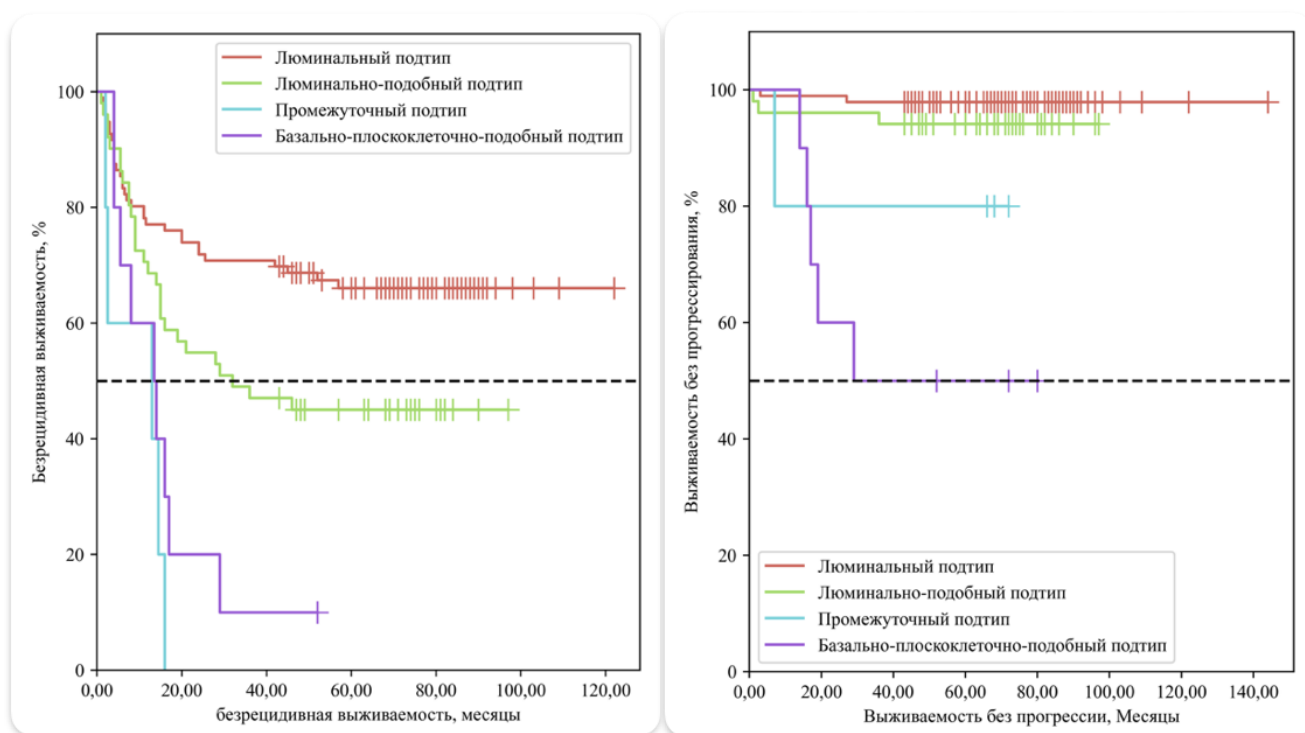 Безрецидивная выживаемость, %
100
80
60
40
20
0
Люминальный подтип
Люминально-подобный подтип
Промежуточный подтип
Базально-плоскоклеточно-подобный подтип
0,00 20,00 40,00 60,00 80,00 100,00 120,00
безрецидивная выживаемость, месяцы
Выживаемость без прогрессирования, %
100
80
60
40
20
0
Люминальный подтип
Люминально-подобный подтип
Промежуточный подтип
Базально-плоскоклеточно-подобный подтип
0,00 20,00 40,00 60,00 80,00 100,00 120,00 140,00
Выживаемость без прогрессии, Месяцы